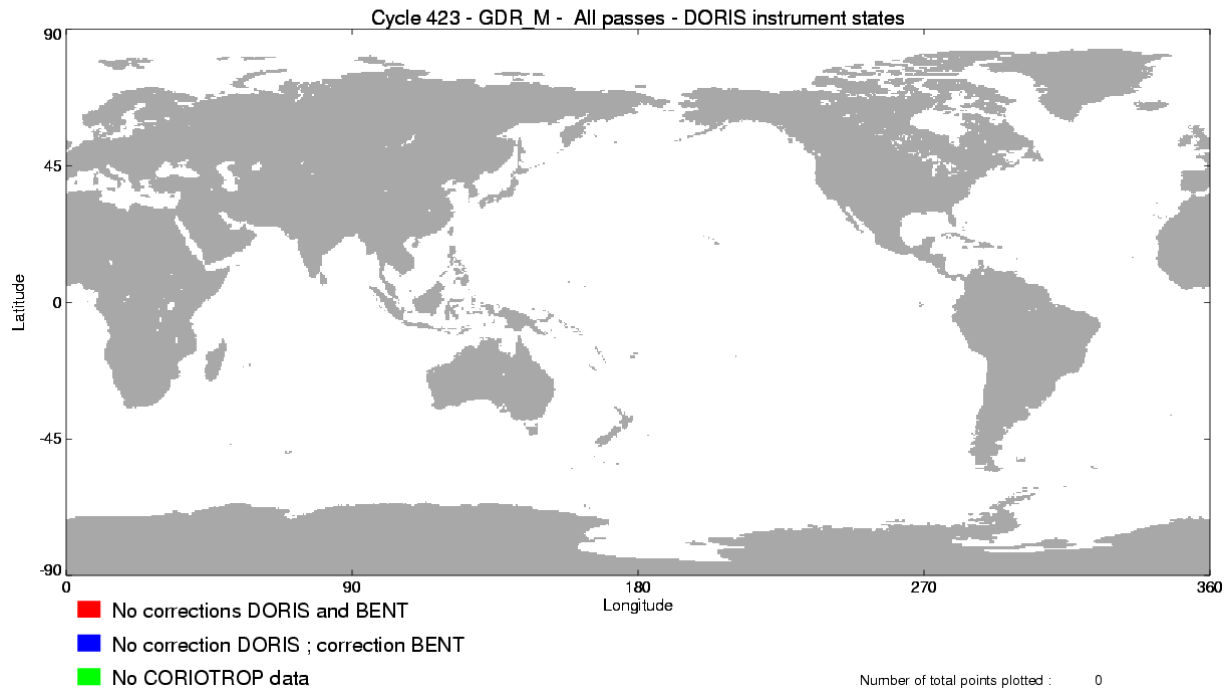 Cycle 423 - GDR_M - All passes - DORIS instrument states
90
45
0
-45
-90
Latitude
0 90 180 270 360
Longitude
No corrections DORIS and BENT
No correction DORIS ; correction BENT
No CORIOTROP data
Number of total points plotted : 0